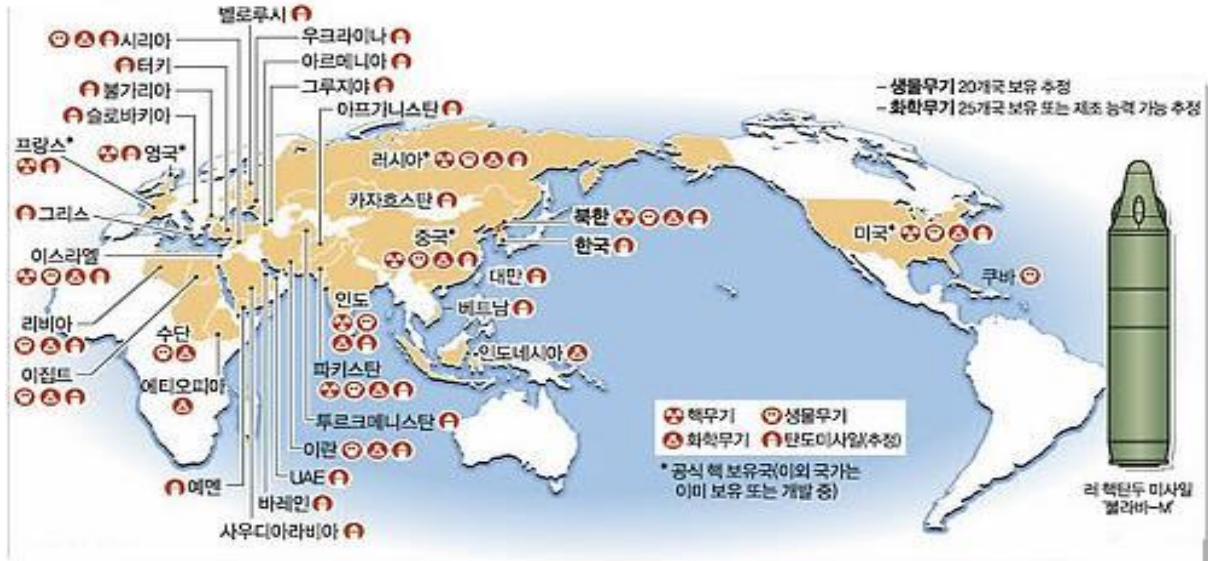 벨로루시
시리아
우크라이나
터키
아르메니아
불가리아
그루지야
슬로바키아
아프가니스탄
- 생물무기 20개국 보유 추정
- 화학무기 25개국 보유 또는 제조 능력 가능 추정
프랑스*
영국*
러시아*
카자흐스탄
그리스
북한
한국
중국*
미국*
이스라엘
대만
쿠바
인도
베트남
리비아
수단
인도네시아
이집트
에티오피아
파키스탄
투르크메니스탄
이란
UAE
예멘
바레인
사우디아라비아
핵무기
생물무기
화학무기
탄도미사일(추정)
* 공식 핵 보유국(이외 국가는
이미 보유 또는 개발 중)
러 핵탄두 미사일
'불라바-M'